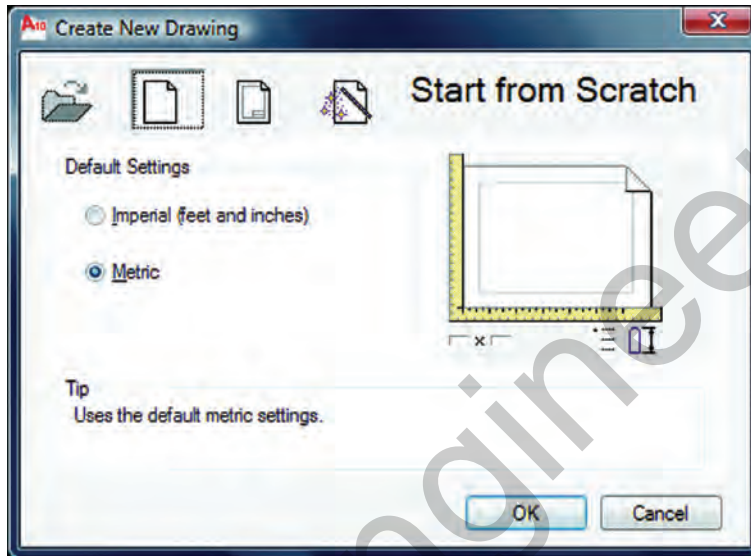 A10 Create New Drawing
Start from Scratch
Default Settings
Imperial (feet and inches)
Metric
Tip
Uses the default metric settings.
OK
Cancel